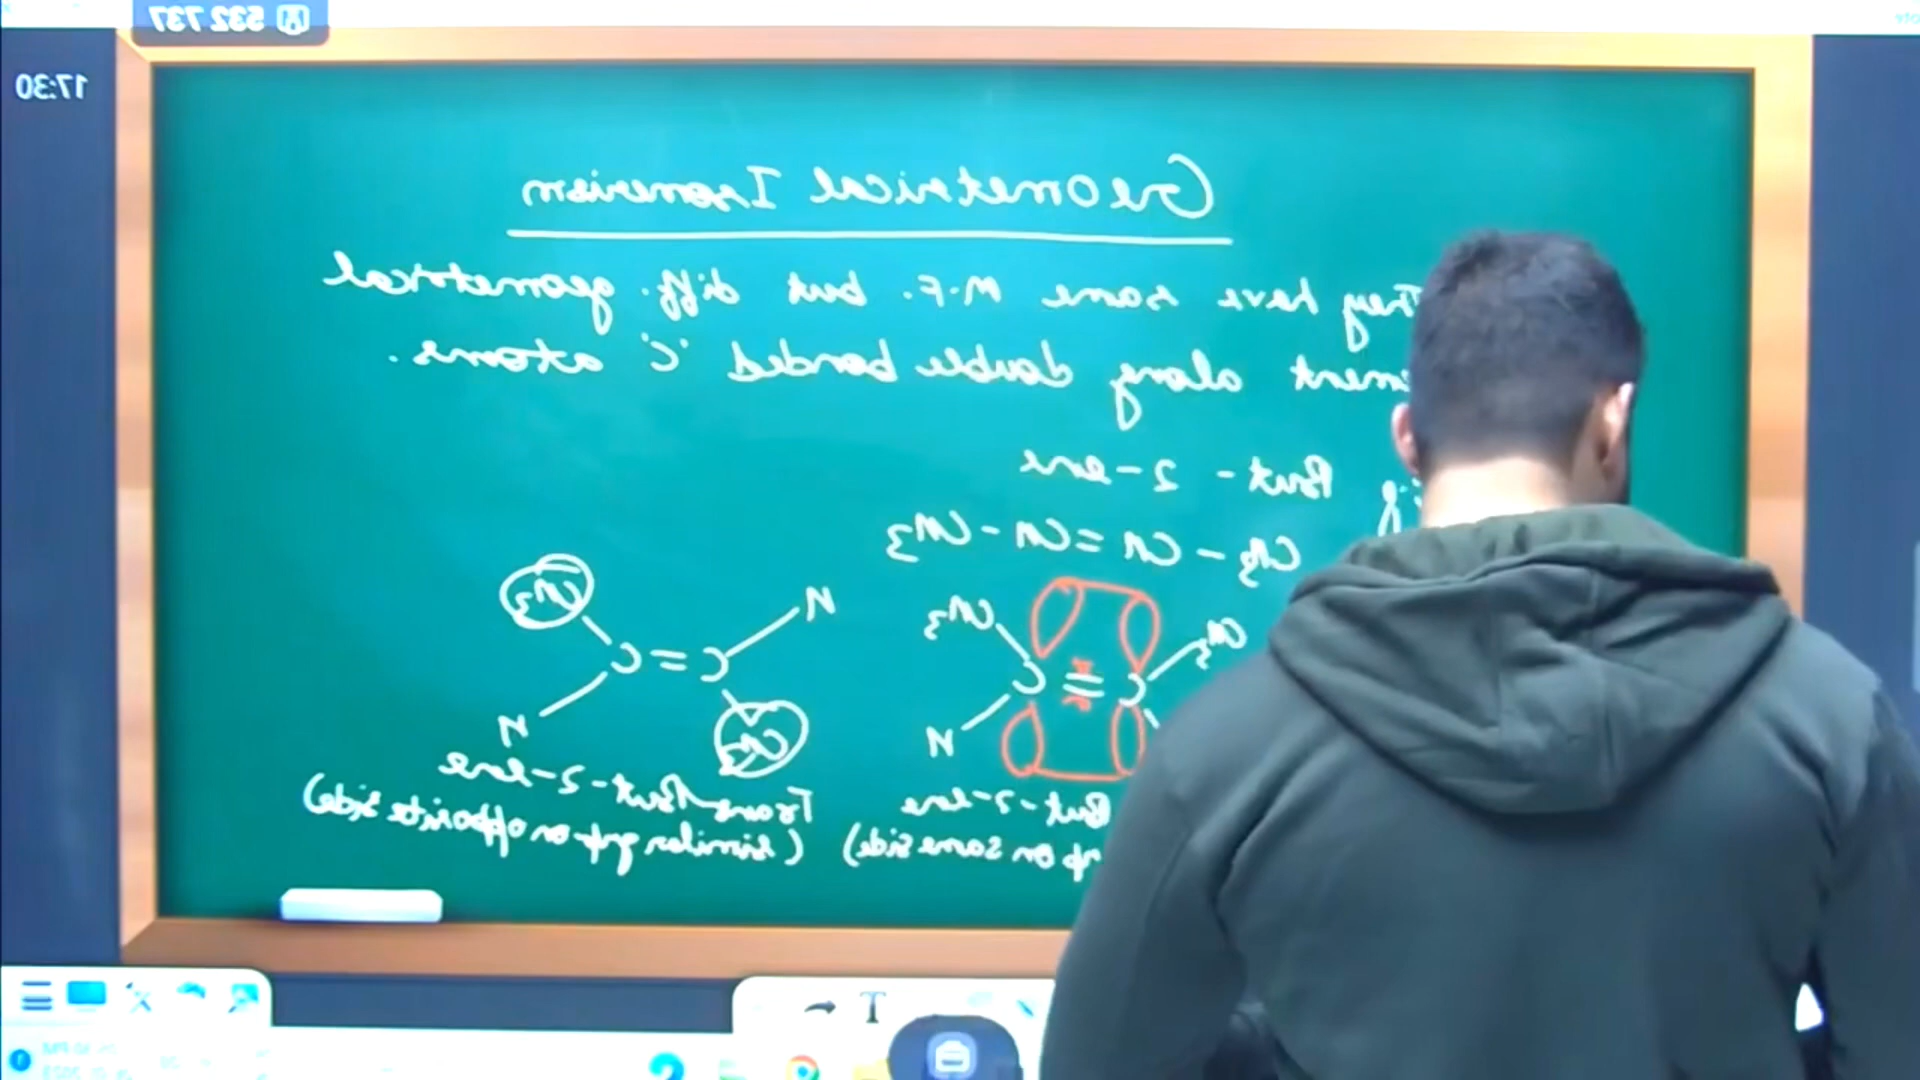 532 737
17:30
Geometrical Isomerism
They have same M.F. but diff. geometrical
ment along double bonded 'C' atoms.
But - 2 - ene
CH3 - CH = CH - CH3
CH3 CH3
C = C
H
But-2-ene
gp on same side)
H CH3
C = C
CH3 H
Trans But-2-ene
(similar gp on opposite side)
T